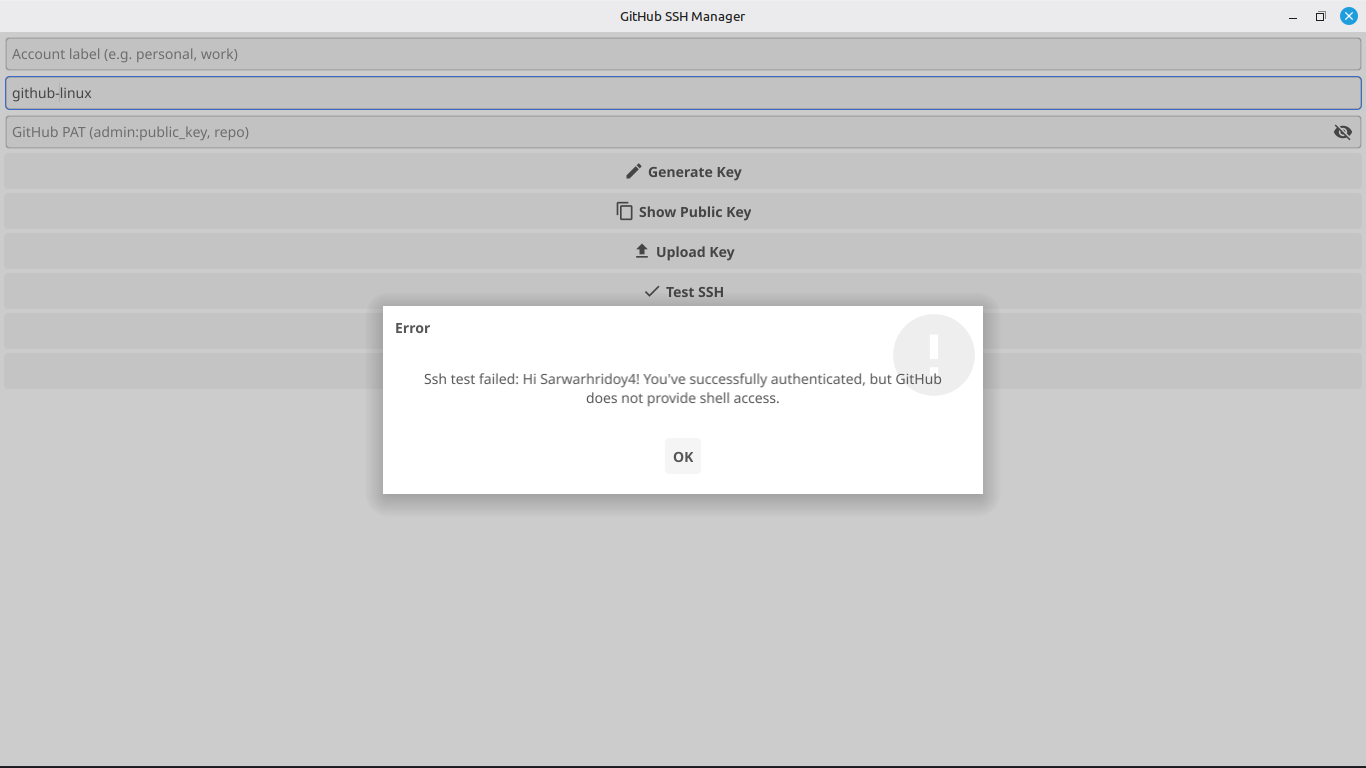 GitHub SSH Manager
Account label (e.g. personal, work)
github-linux
GitHub PAT (admin:public_key, repo)
Generate Key
Show Public Key
Upload Key
Test SSH
Error
Ssh test failed: Hi Sarwarhridoy4! You've successfully authenticated, but GitHub
does not provide shell access.
OK